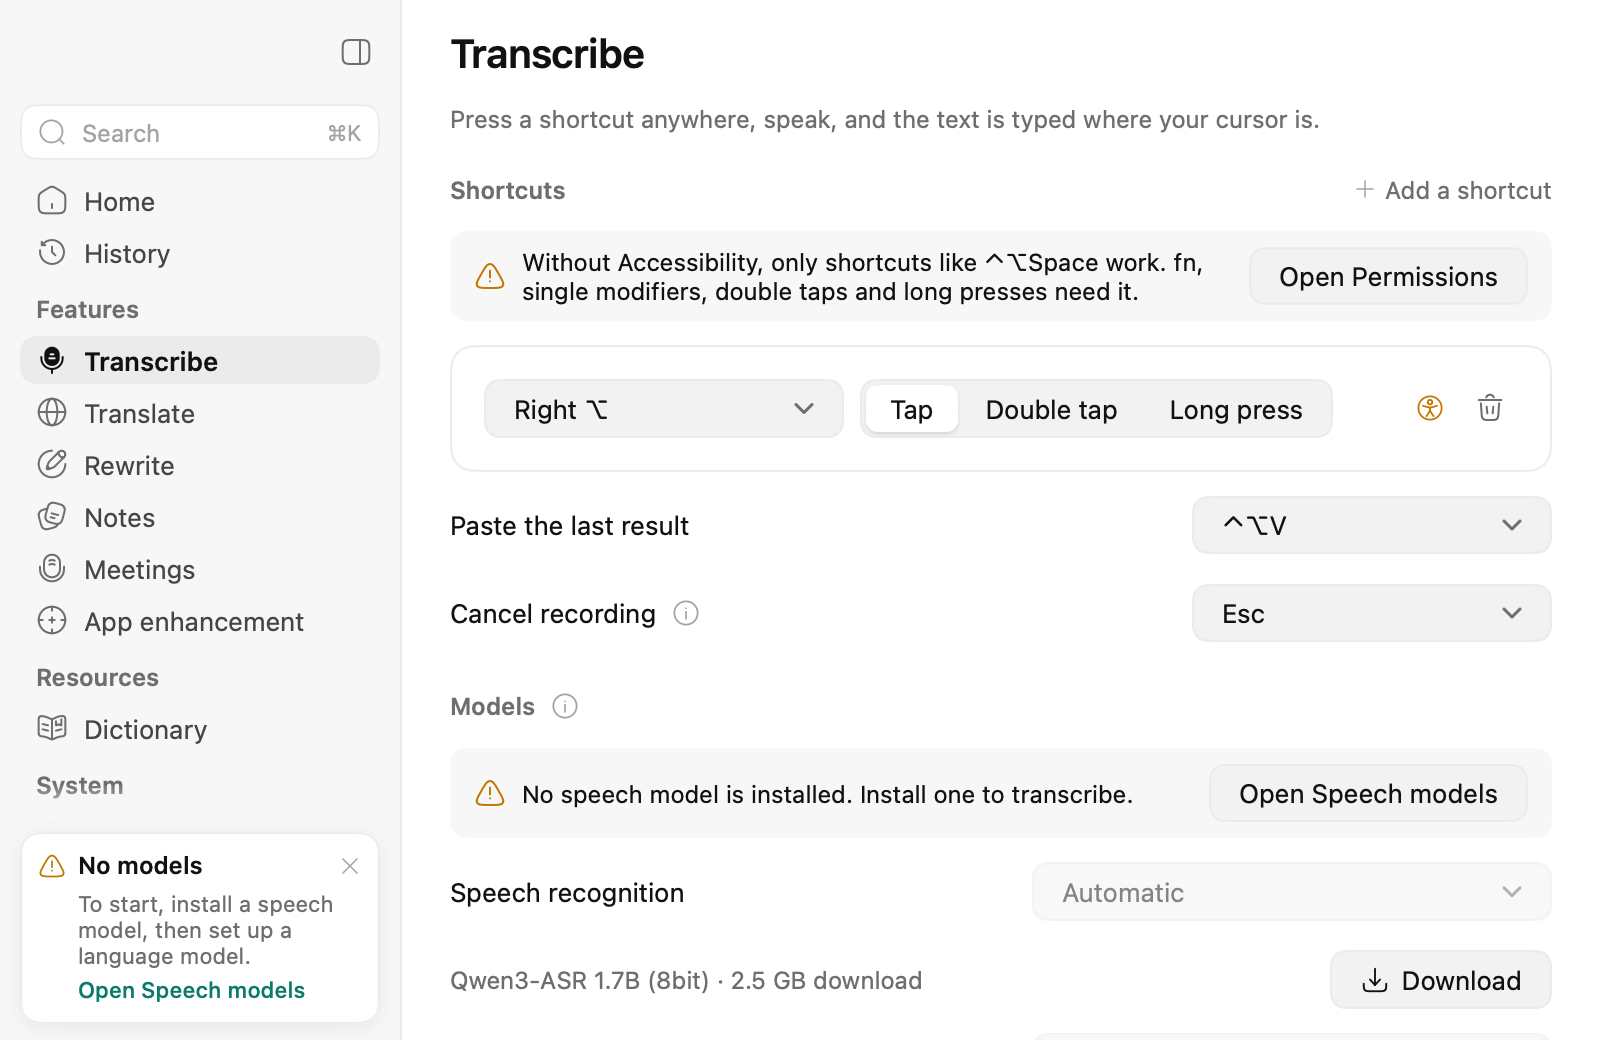 Search ⌘K
Home
History
Features
Transcribe
Translate
Rewrite
Notes
Meetings
App enhancement
Resources
Dictionary
System
No models
To start, install a speech
model, then set up a
language model.
Open Speech models
Transcribe
Press a shortcut anywhere, speak, and the text is typed where your cursor is.
Shortcuts
+ Add a shortcut
Without Accessibility, only shortcuts like ⌃⌥Space work. fn,
single modifiers, double taps and long presses need it.
Open Permissions
Right ⌥
Tap Double tap Long press
Paste the last result
⌃⌥V
Cancel recording
Esc
Models
No speech model is installed. Install one to transcribe.
Open Speech models
Speech recognition
Automatic
Qwen3-ASR 1.7B (8bit) · 2.5 GB download
Download